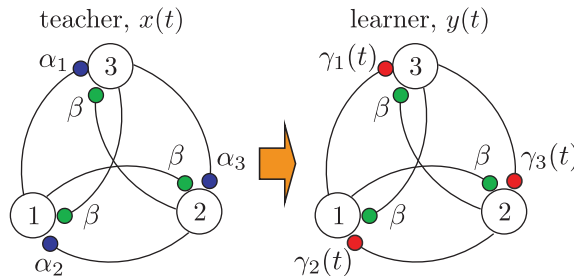 teacher, x(t)
learner, y(t)
α₁
3
γ₁(t)
3
β
β
β
α₃
β
γ₃(t)
1
β
2
1
β
2
α₂
γ₂(t)